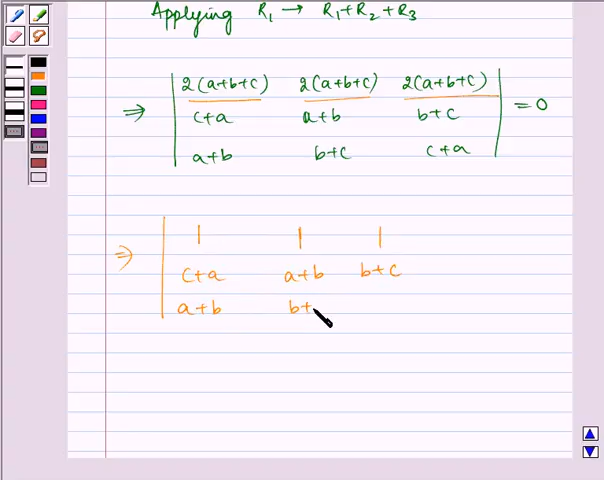 Applying R₁ → R₁+R₂+R₃
⇒ | 2(a+b+c) 2(a+b+c) 2(a+b+c) | = 0
c+a a+b b+c
a+b b+c c+a
⇒ | 1 1 1
c+a a+b b+c
a+b b+